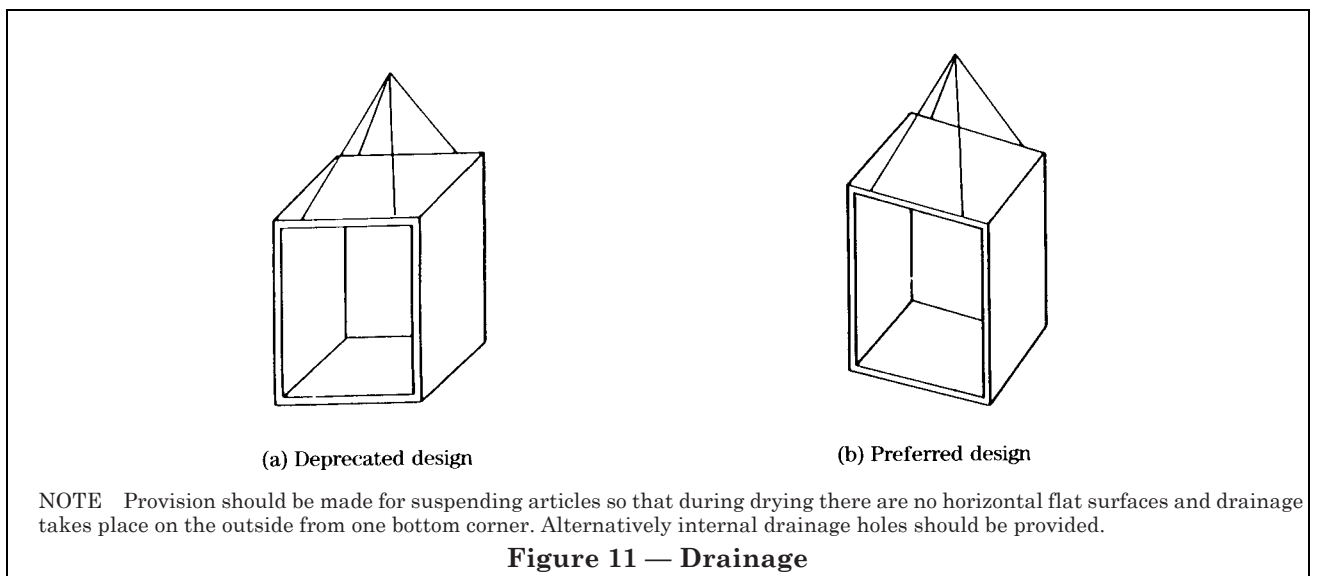 (a) Deprecated design
(b) Preferred design
NOTE Provision should be made for suspending articles so that during drying there are no horizontal flat surfaces and drainage
takes place on the outside from one bottom corner. Alternatively internal drainage holes should be provided.
Figure 11 — Drainage